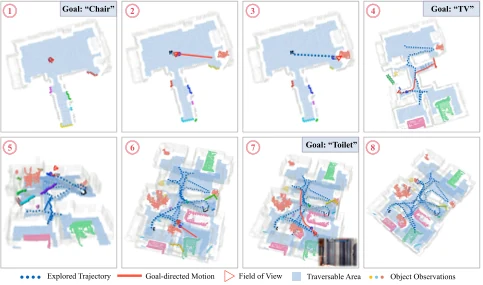 1
Goal: "Chair"
2
3
4
Goal: "TV"
5
6
7
Goal: "Toilet"
8
Explored Trajectory
Goal-directed Motion
Field of View
Traversable Area
Object Observations